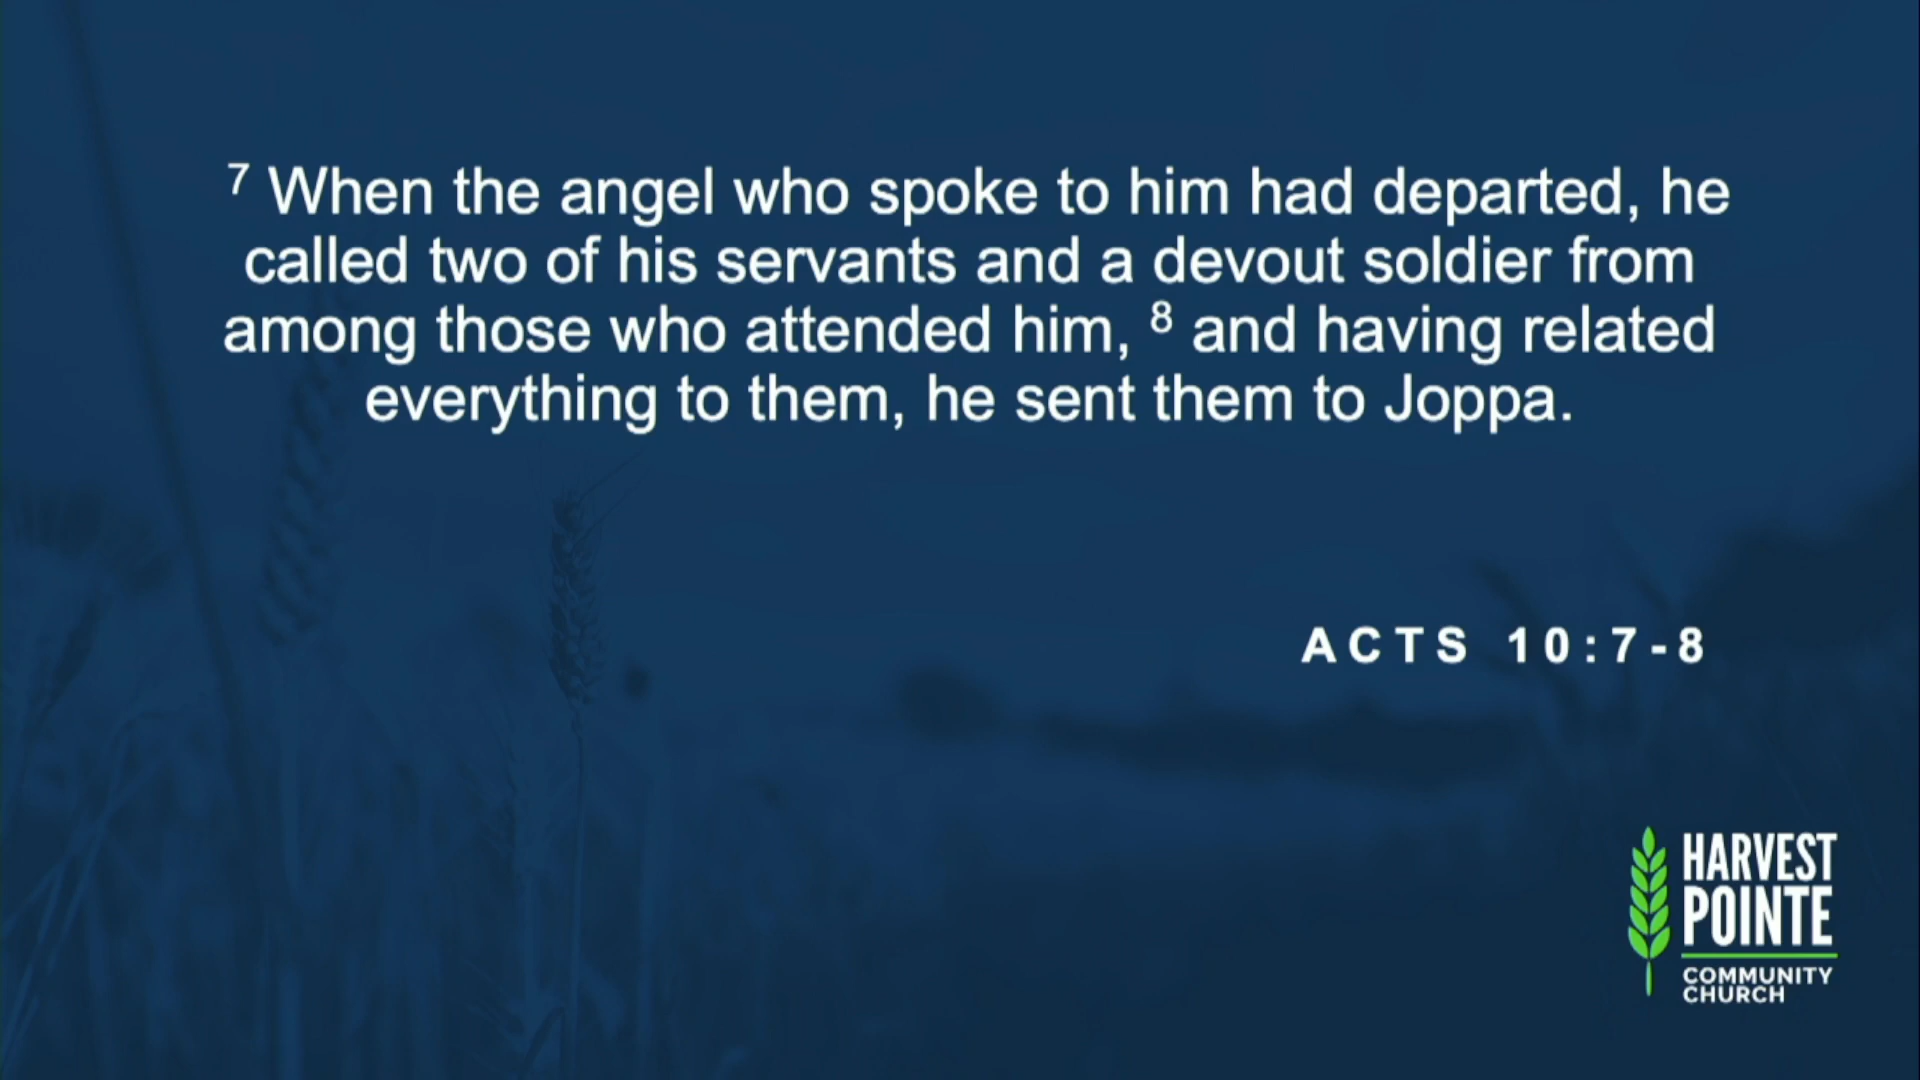 7 When the angel who spoke to him had departed, he
called two of his servants and a devout soldier from
among those who attended him, 8 and having related
everything to them, he sent them to Joppa.
ACTS 10:7-8
HARVEST
POINTE
COMMUNITY
CHURCH